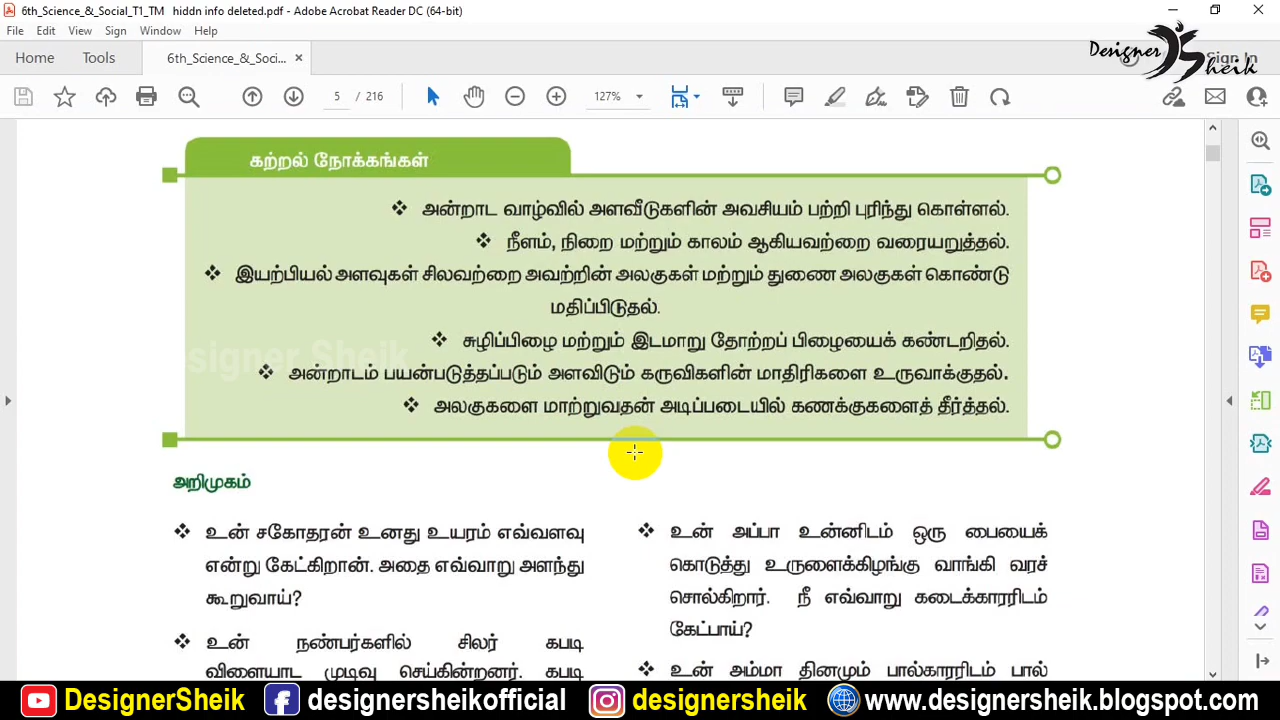 6th_Science_&_Social_T1_TM hiddn info deleted.pdf - Adobe Acrobat Reader DC (64-bit)
File Edit View Sign Window Help
Designer Sheik
Home Tools 6th_Science_&_Soci... × Sign In
5 / 216 127%
கற்றல் நோக்கங்கள்
❖ அன்றாட வாழ்வில் அளவீடுகளின் அவசியம் பற்றி புரிந்து கொள்ளல்.
❖ நீளம், நிறை மற்றும் காலம் ஆகியவற்றை வரையறுத்தல்.
❖ இயற்பியல் அளவுகள் சிலவற்றை அவற்றின் அலகுகள் மற்றும் துணை அலகுகள் கொண்டு
மதிப்பிடுதல்.
❖ சுழிப்பிழை மற்றும் இடமாறு தோற்றப் பிழையைக் கண்டறிதல்.
esigner Sheik
❖ அன்றாடம் பயன்படுத்தப்படும் அளவிடும் கருவிகளின் மாதிரிகளை உருவாக்குதல்.
❖ அலகுகளை மாற்றுவதன் அடிப்படையில் கணக்குகளைத் தீர்த்தல்.
அறிமுகம்
❖ உன் சகோதரன் உனது உயரம் எவ்வளவு
என்று கேட்கிறான். அதை எவ்வாறு அளந்து
கூறுவாய்?
❖ உன் நண்பர்களில் சிலர் கபடி
விளையாட முடிவு செய்கின்றனர். கபடி
❖ உன் அப்பா உன்னிடம் ஒரு பையைக்
கொடுத்து உருளைக்கிழங்கு வாங்கி வரச்
சொல்கிறார். நீ எவ்வாறு கடைக்காரரிடம்
கேட்பாய்?
❖ உன் அம்மா தினமும் பால்காரரிடம் பால்
DesignerSheik designersheikofficial designersheik www.designersheik.blogspot.com